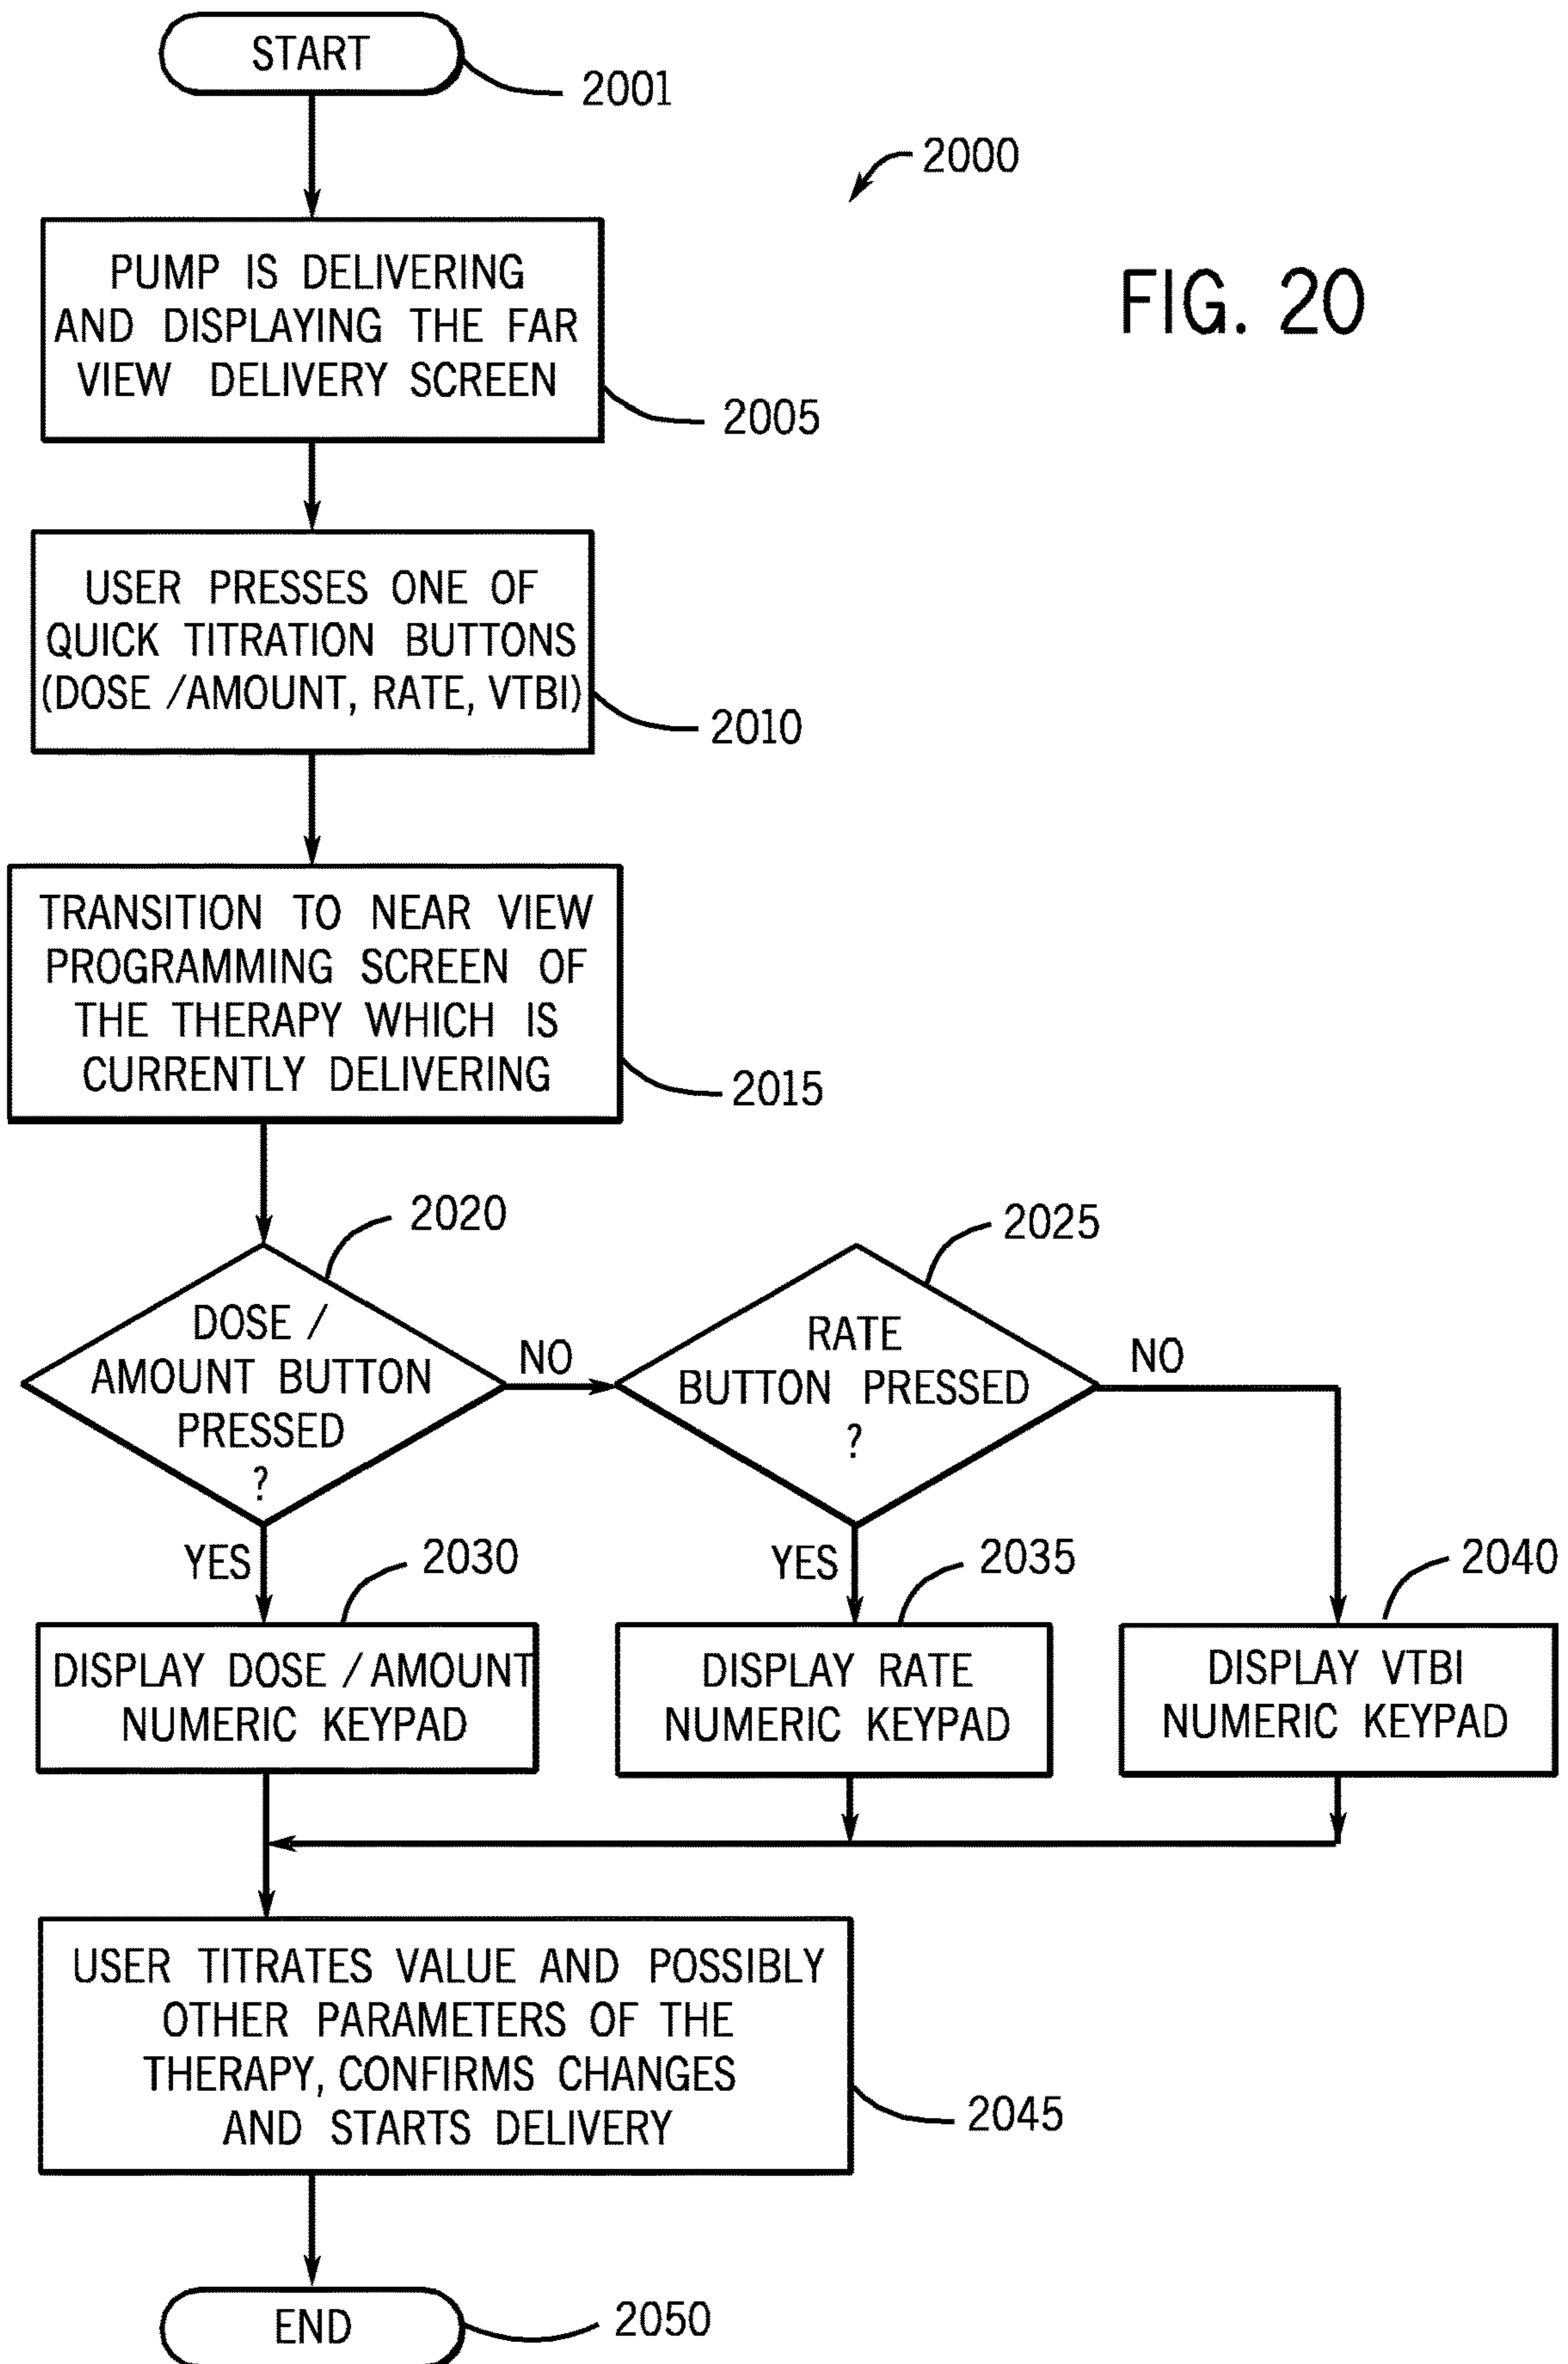 START
2001
2000
FIG. 20
PUMP IS DELIVERING
AND DISPLAYING THE FAR
VIEW DELIVERY SCREEN
2005
USER PRESSES ONE OF
QUICK TITRATION BUTTONS
(DOSE /AMOUNT, RATE, VTBI)
2010
TRANSITION TO NEAR VIEW
PROGRAMMING SCREEN OF
THE THERAPY WHICH IS
CURRENTLY DELIVERING
2015
2020
DOSE /
AMOUNT BUTTON
PRESSED
?
NO
2025
RATE
BUTTON PRESSED
?
NO
YES
2030
YES
2035
2040
DISPLAY DOSE / AMOUNT
NUMERIC KEYPAD
DISPLAY RATE
NUMERIC KEYPAD
DISPLAY VTBI
NUMERIC KEYPAD
USER TITRATES VALUE AND POSSIBLY
OTHER PARAMETERS OF THE
THERAPY, CONFIRMS CHANGES
AND STARTS DELIVERY
2045
END
2050